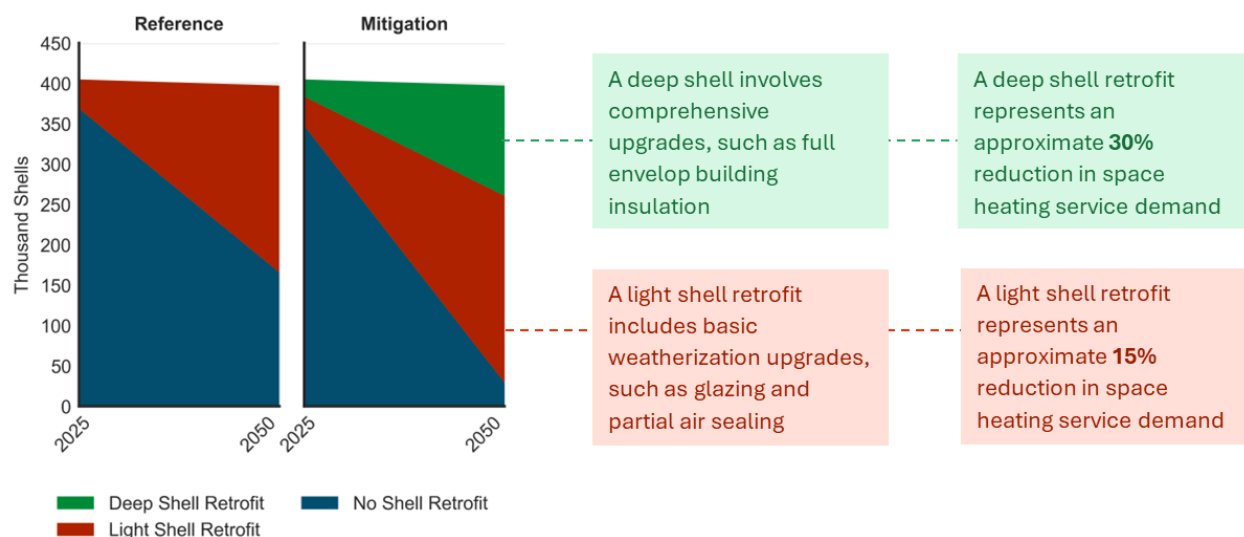 Reference
Mitigation
Thousand Shells
450
400
350
300
250
200
150
100
50
0
2025
2050
2025
2050
Deep Shell Retrofit
No Shell Retrofit
Light Shell Retrofit
A deep shell involves
comprehensive
upgrades, such as full
envelop building
insulation
A deep shell retrofit
represents an
approximate 30%
reduction in space
heating service demand
A light shell retrofit
includes basic
weatherization upgrades,
such as glazing and
partial air sealing
A light shell retrofit
represents an
approximate 15%
reduction in space
heating service demand